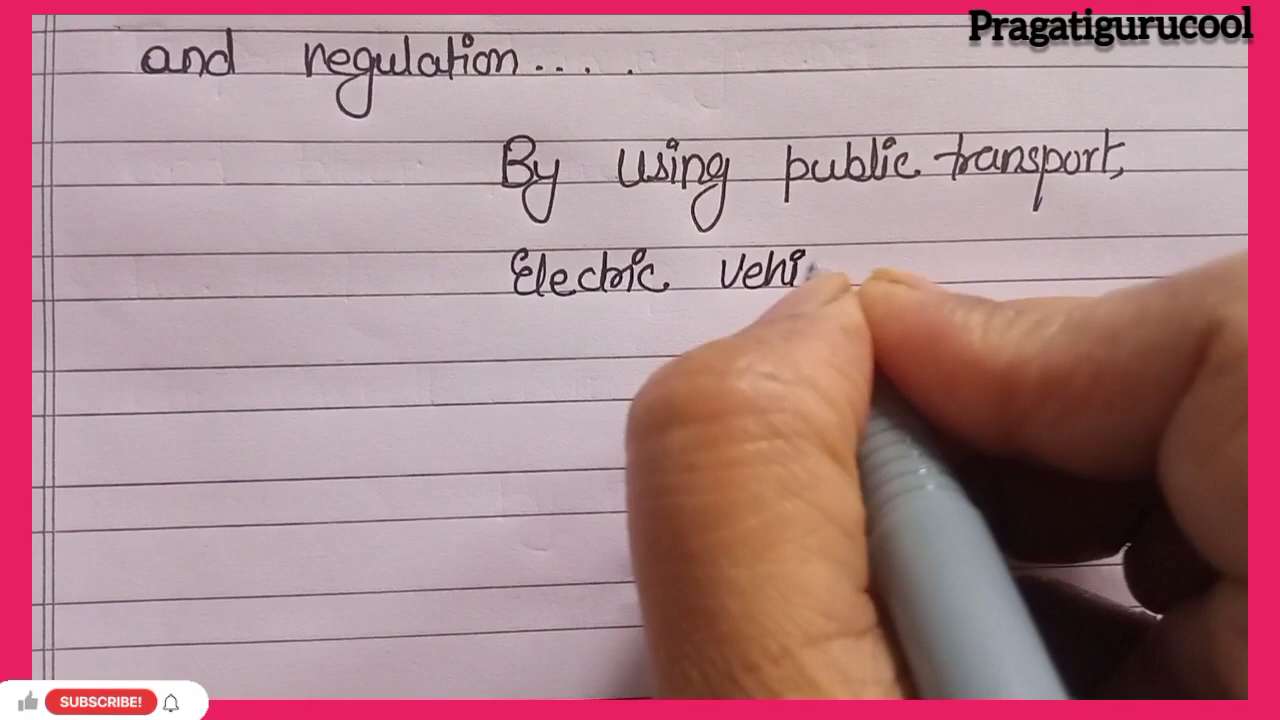 Pragatigurucool
and regulation.....
By using public transport,
Electric vehi
SUBSCRIBE!